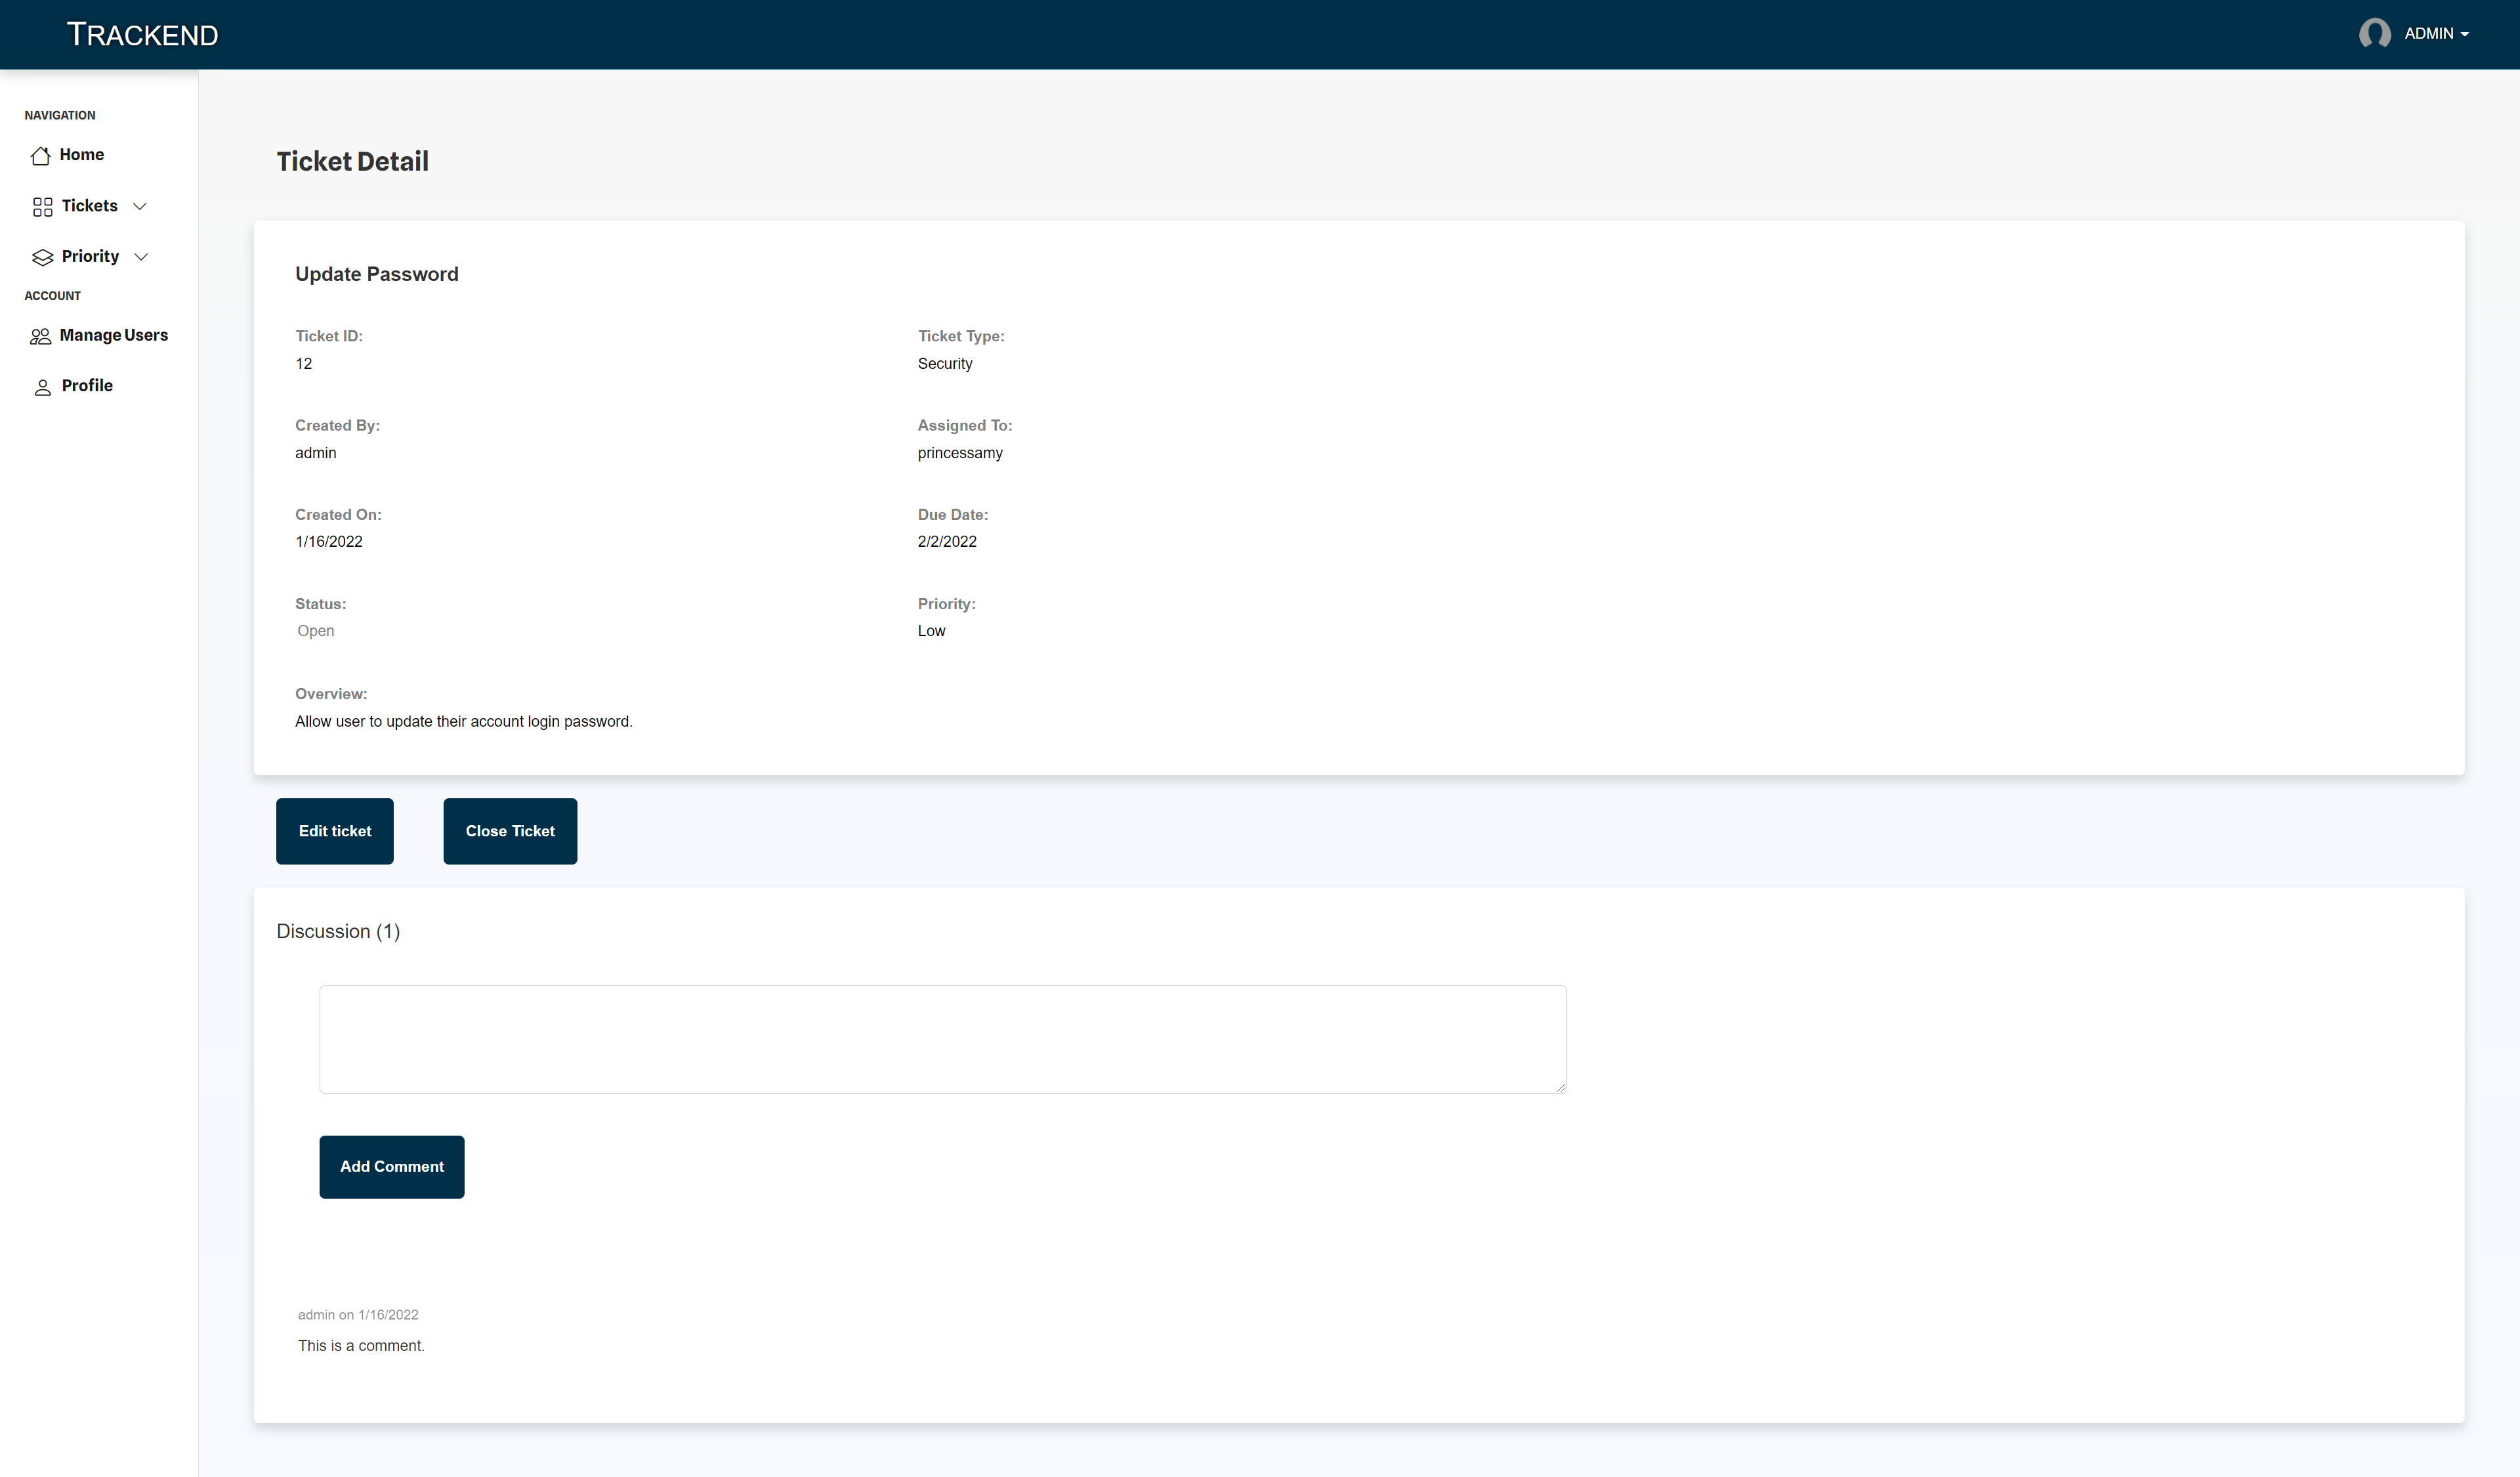 TRACKEND
ADMIN
NAVIGATION
Home
Tickets
Priority
ACCOUNT
Manage Users
Profile
Ticket Detail
Update Password
Ticket ID:
12
Ticket Type:
Security
Created By:
admin
Assigned To:
princessamy
Created On:
1/16/2022
Due Date:
2/2/2022
Status:
Open
Priority:
Low
Overview:
Allow user to update their account login password.
Edit ticket
Close Ticket
Discussion (1)
Add Comment
admin on 1/16/2022
This is a comment.